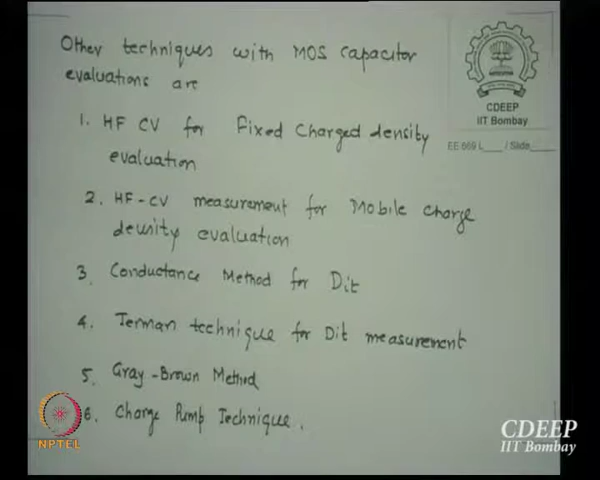 Other techniques with MOS Capacitor
evaluations are
1. HF CV for Fixed Charged density
evaluation
2. HF-CV measurement for Mobile Charge
density evaluation
3. Conductance Method for Dit
4. Terman technique for Dit measurement
5. Gray-Brown Method
6. Charge Pump Technique.
CDEEP
IIT Bombay
EE 669 L___ / Slide___
NPTEL
CDEEP
IIT Bombay